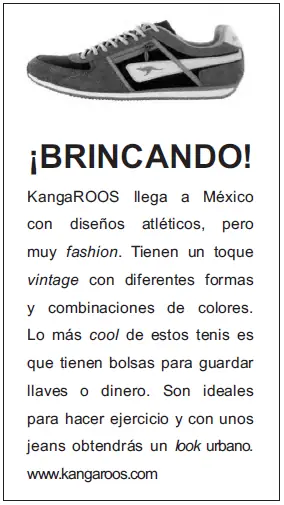 ¡BRINCANDO!
KangaROOS llega a México
con diseños atléticos, pero
muy fashion. Tienen un toque
vintage con diferentes formas
y combinaciones de colores.
Lo más cool de estos tenis es
que tienen bolsas para guardar
llaves o dinero. Son ideales
para hacer ejercicio y con unos
jeans obtendrás un look urbano.
www.kangaroos.com